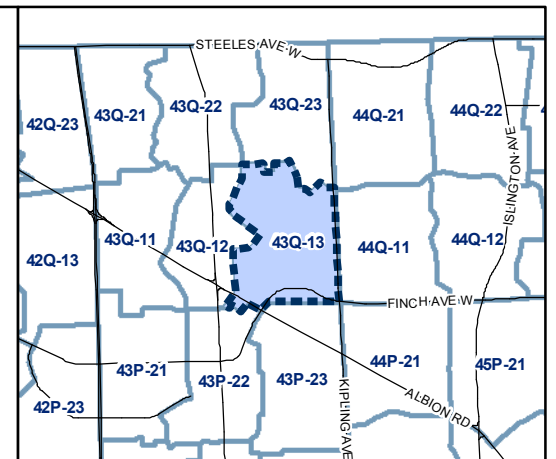 STEELES AVE W
42Q-23
43Q-21
43Q-22
43Q-23
44Q-21
44Q-22
ISLINGTON AVE
42Q-13
43Q-11
43Q-12
43Q-13
44Q-11
44Q-12
FINCH AVE W
43P-21
43P-22
43P-23
44P-21
45P-21
42P-23
KIPLING AVE
ALBION RD